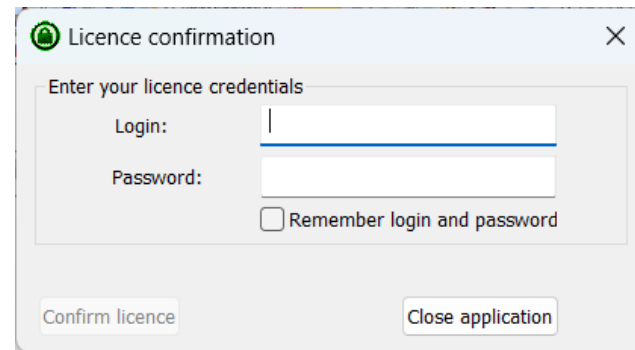 Licence confirmation
Enter your licence credentials
Login:
Password:
Remember login and password
Confirm licence Close application